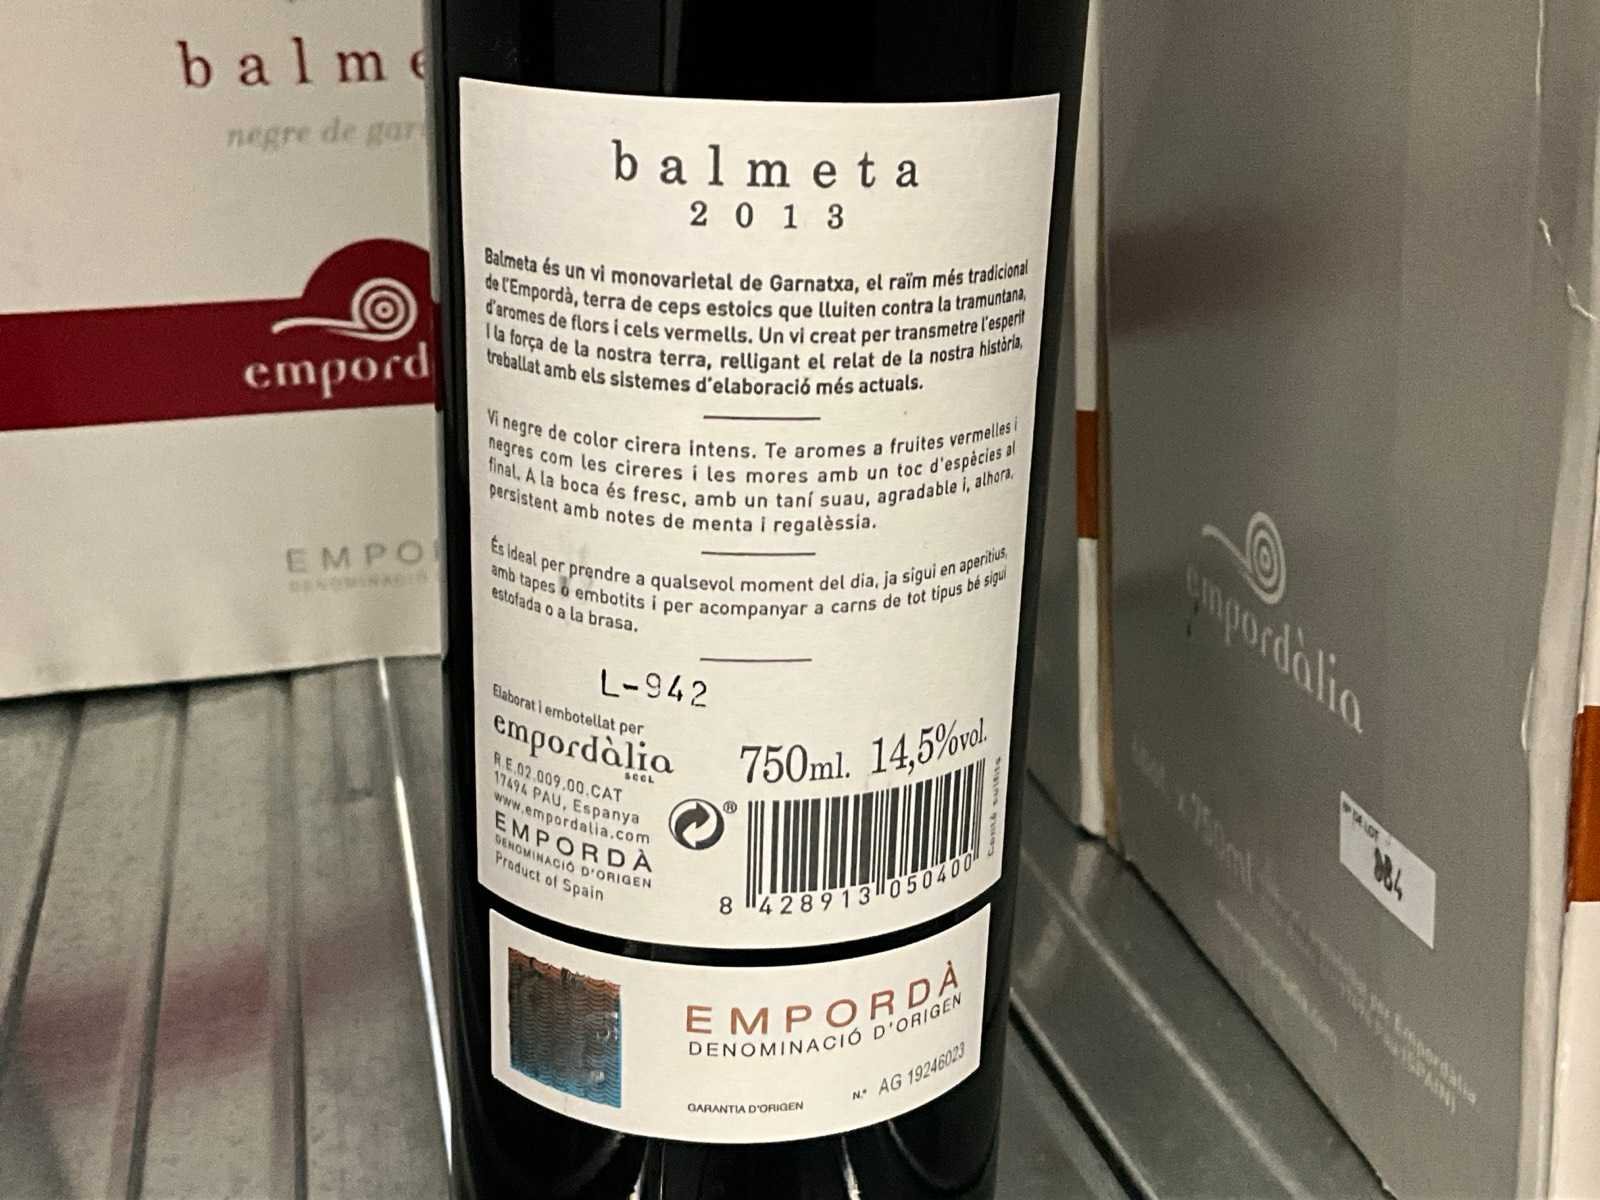 balme
negre de gar
empord
EMPO
balmeta
2013
Balmeta és un vi monovarietal de Garnatxa, el raïm més tradicional
de l'Empordà, terra de ceps estoics que lluiten contra la tramuntana,
d'aromes de flors i cels vermells. Un vi creat per transmetre l'esperit
I la força de la nostra terra, relligant el relat de la nostra història,
treballat amb els sistemes d'elaboració més actuals.
Vi negre de color cirera intens. Te aromes a fruites vermelles i
negres com les cireres i les mores amb un toc d'espècies al
final. A la boca és fresc, amb un taní suau, agradable i, alhora,
persistent amb notes de menta i regalèssia.
És ideal per prendre a qualsevol moment del dia, ja sigui en aperitius,
amb tapes o embotits i per acompanyar a carns de tot tipus bé sigui
estofada o a la brasa.
L-942
Elaborat i embotellat per
empordàlia
SCCL
R.E.02.009.00.CAT
17494 PAU, Espanya
www.empordalia.com
EMPORDÀ
DENOMINACIÓ D'ORIGEN
Product of Spain
750ml. 14,5%vol.
®
Conté sulfits
8 428913 050400
EMPORDÀ
DENOMINACIÓ D'ORIGEN
N.º AG 19246023
GARANTIA D'ORIGEN
empordàlia
Nº DE LOT
884